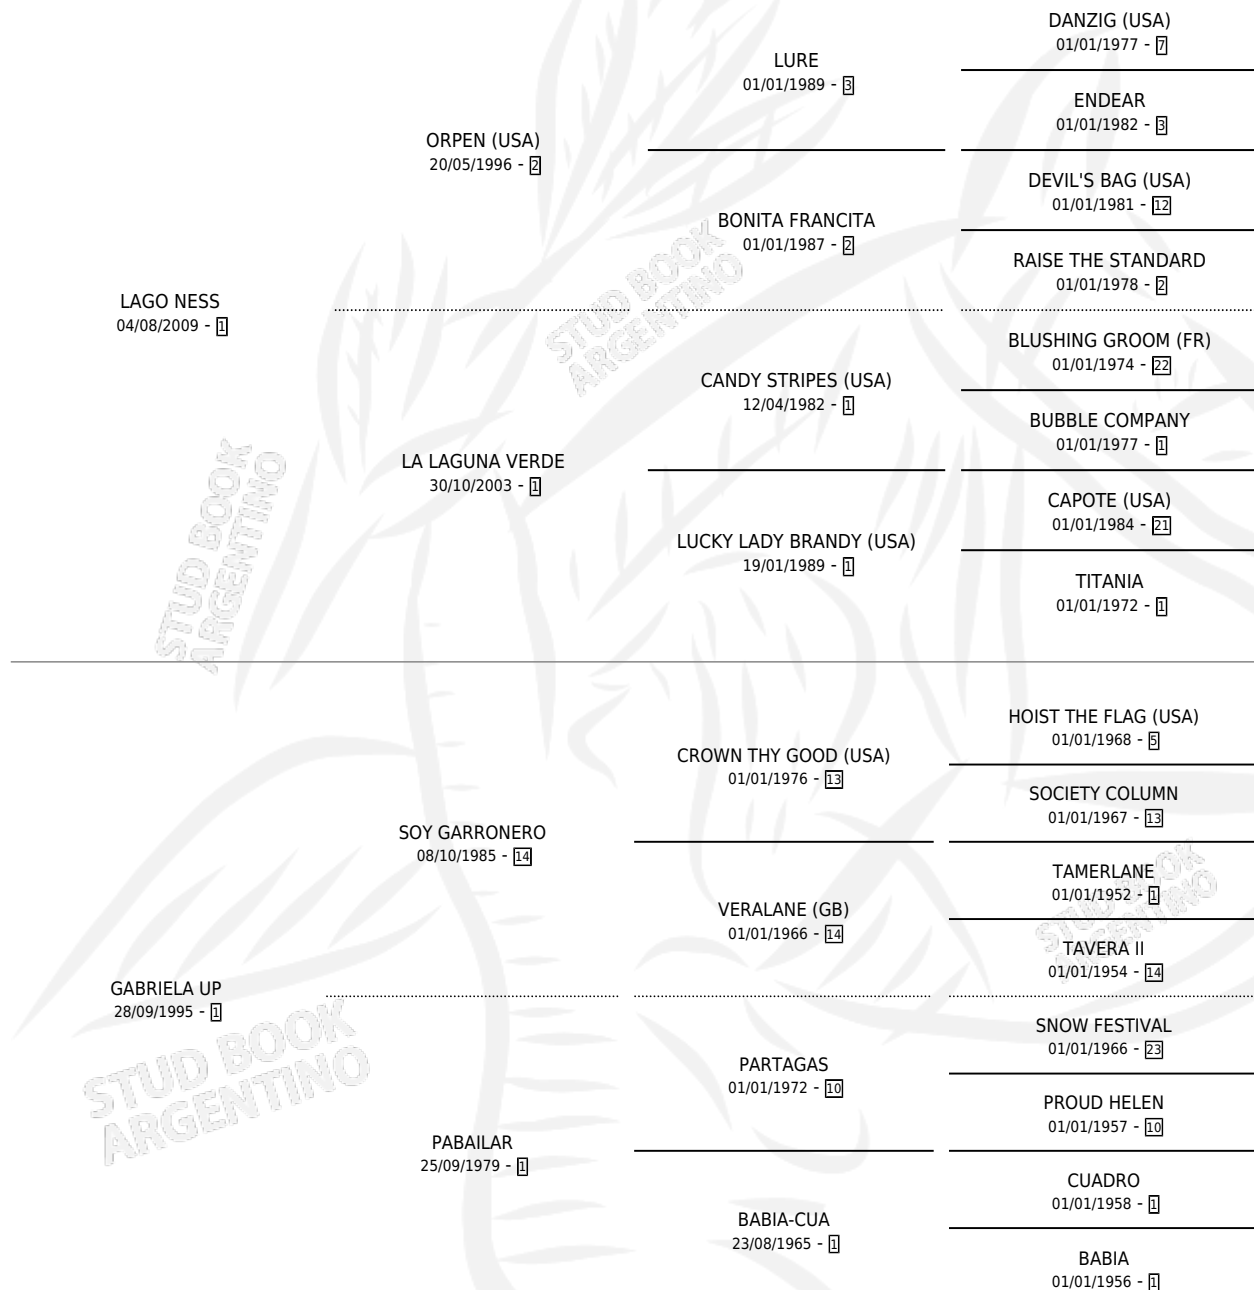 DANZIG (USA)
01/01/1977 - 7
LURE
01/01/1989 - 3
ENDEAR
01/01/1982 - 3
ORPEN (USA)
20/05/1996 - 2
DEVIL'S BAG (USA)
01/01/1981 - 12
BONITA FRANCITA
01/01/1987 - 2
RAISE THE STANDARD
01/01/1978 - 2
LAGO NESS
04/08/2009 - 1
BLUSHING GROOM (FR)
01/01/1974 - 22
CANDY STRIPES (USA)
12/04/1982 - 1
BUBBLE COMPANY
01/01/1977 - 1
LA LAGUNA VERDE
30/10/2003 - 1
CAPOTE (USA)
01/01/1984 - 21
LUCKY LADY BRANDY (USA)
19/01/1989 - 1
TITANIA
01/01/1972 - 1
HOIST THE FLAG (USA)
01/01/1968 - 5
CROWN THY GOOD (USA)
01/01/1976 - 13
SOCIETY COLUMN
01/01/1967 - 13
SOY GARRONERO
08/10/1985 - 14
TAMERLANE
01/01/1952 - 1
VERALANE (GB)
01/01/1966 - 14
TAVERA II
01/01/1954 - 14
GABRIELA UP
28/09/1995 - 1
SNOW FESTIVAL
01/01/1966 - 23
PARTAGAS
01/01/1972 - 10
PROUD HELEN
01/01/1957 - 10
PABAILAR
25/09/1979 - 1
CUADRO
01/01/1958 - 1
BABIA-CUA
23/08/1965 - 1
BABIA
01/01/1956 - 1
STUD BOOK
ARGENTINO
STUD BOOK
ARGENTINO
STUD BOOK
ARGENTINO
STUD BOOK
ARGENTINO